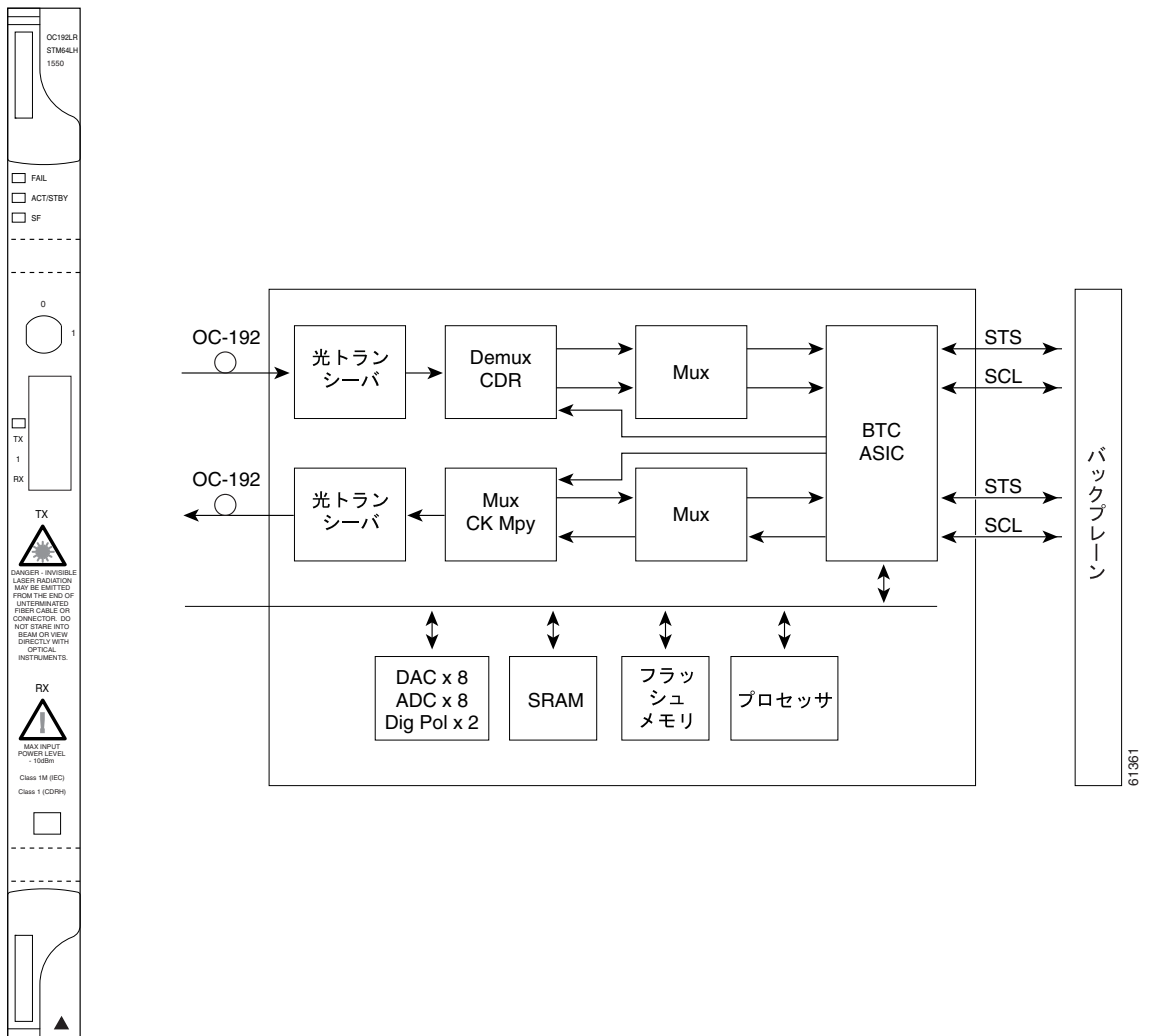 OC192LR
STM64LH
1550
FAIL
ACT/STBY
SF
0
1
TX
1
RX
TX
DANGER - INVISIBLE
LASER RADIATION
MAY BE EMITTED
FROM THE END OF
UNTERMINATED
FIBER CABLE OR
CONNECTOR. DO
NOT STARE INTO
BEAM OR VIEW
DIRECTLY WITH
OPTICAL
INSTRUMENTS.
RX
MAX INPUT
POWER LEVEL
- 10dBm
Class 1M (IEC)
Class 1 (CDRH)
OC-192
光トラン
シーバ
Demux
CDR
Mux
BTC
ASIC
STS
SCL
OC-192
光トラン
シーバ
Mux
CK Mpy
Mux
STS
SCL
DAC x 8
ADC x 8
Dig Pol x 2
SRAM
フラッ
シュ
メモリ
プロセッサ
バックプレーン
61361